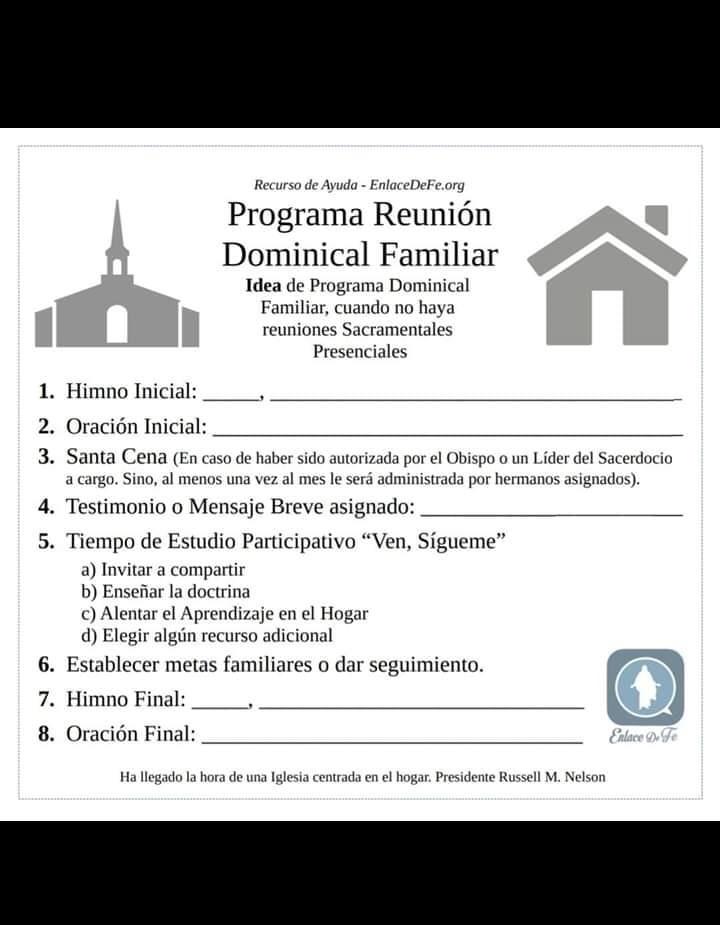 Recurso de Ayuda - EnlaceDeFe.org
Programa Reunión
Dominical Familiar
Idea de Programa Dominical
Familiar, cuando no haya
reuniones Sacramentales
Presenciales
1. Himno Inicial: _____, _____
2. Oración Inicial: _____
3. Santa Cena (En caso de haber sido autorizada por el Obispo o un Líder del Sacerdocio
a cargo. Sino, al menos una vez al mes le será administrada por hermanos asignados).
4. Testimonio o Mensaje Breve asignado: _____
5. Tiempo de Estudio Participativo “Ven, Sígueme”
a) Invitar a compartir
b) Enseñar la doctrina
c) Alentar el Aprendizaje en el Hogar
d) Elegir algún recurso adicional
6. Establecer metas familiares o dar seguimiento.
7. Himno Final: _____, _____
8. Oración Final: _____
Enlace De Fe
Ha llegado la hora de una Iglesia centrada en el hogar. Presidente Russell M. Nelson